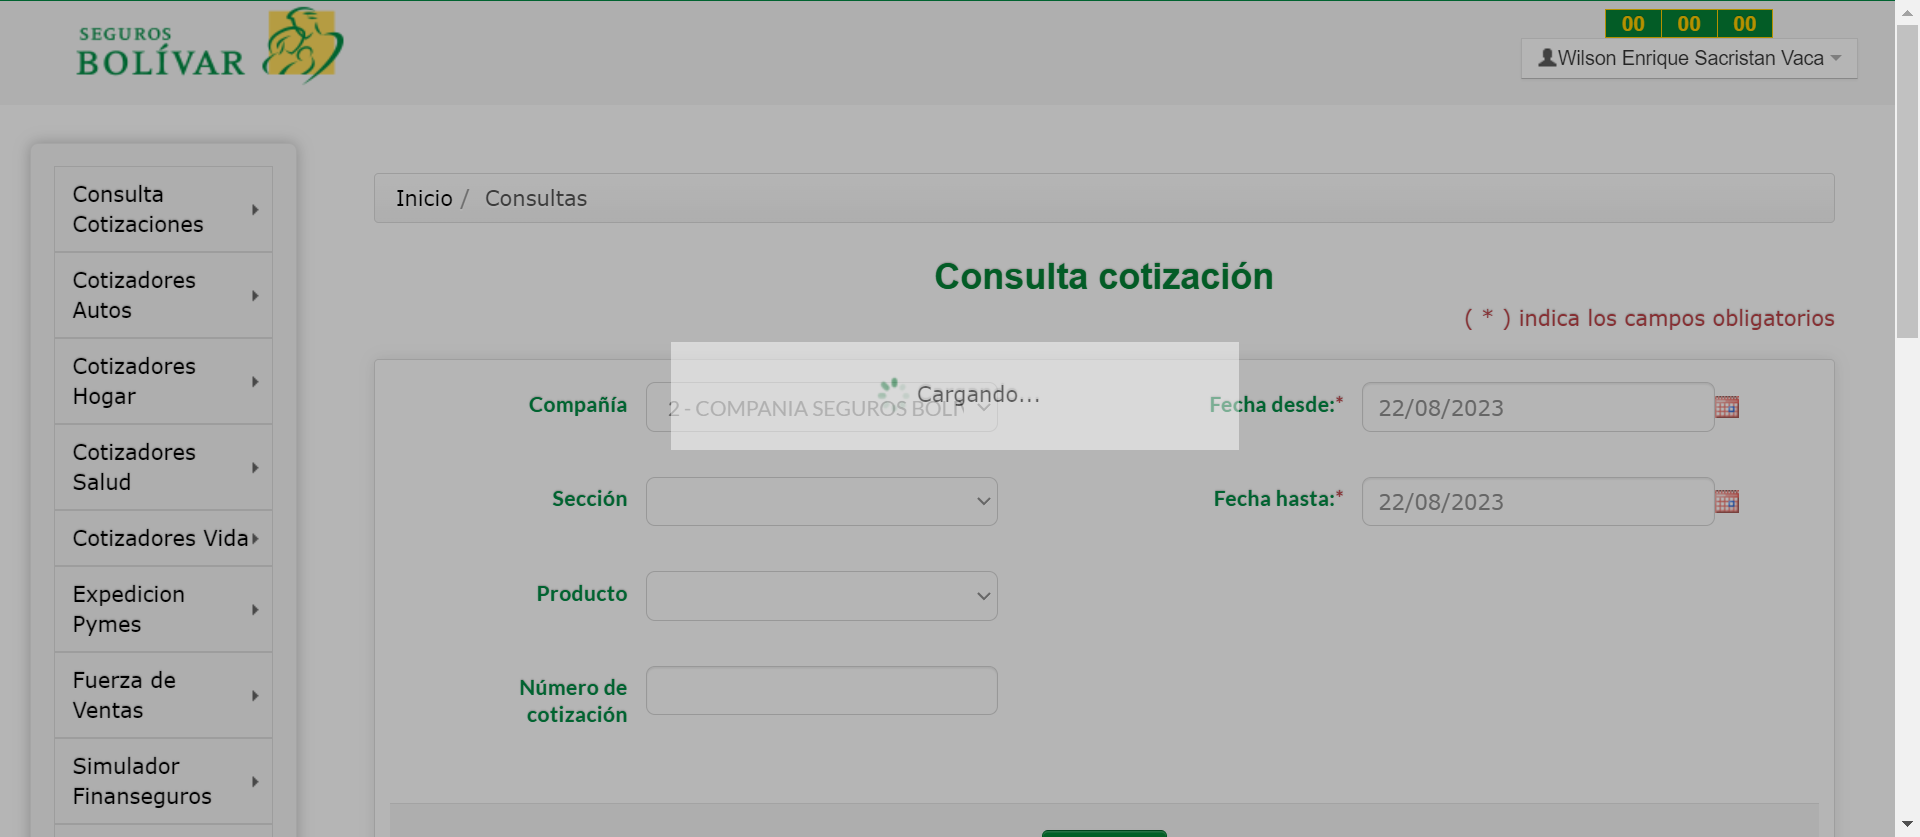 SEGUROS
BOLÍVAR
00 00 00
Wilson Enrique Sacristan Vaca
Consulta
Cotizaciones
Cotizadores
Autos
Cotizadores
Hogar
Cotizadores
Salud
Cotizadores Vida
Expedicion
Pymes
Fuerza de
Ventas
Simulador
Finanseguros
Inicio / Consultas
Consulta cotización
( * ) indica los campos obligatorios
Cargando...
Compañía
2 - COMPANIA SEGUROS BOLI
Fecha desde:*
22/08/2023
Sección
Fecha hasta:*
22/08/2023
Producto
Número de
cotización